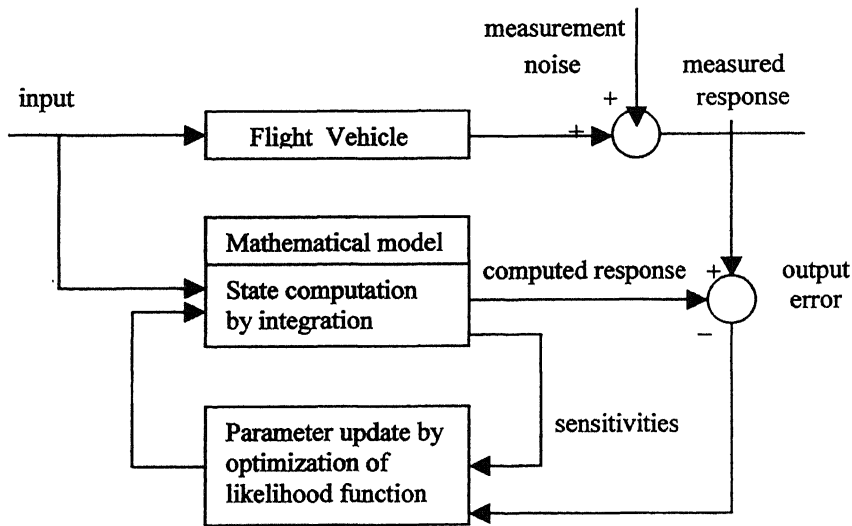 measurement
noise
measured
response
input
+
+
Flight Vehicle
Mathematical model
State computation
by integration
computed response
+
−
output
error
sensitivities
Parameter update by
optimization of
likelihood function